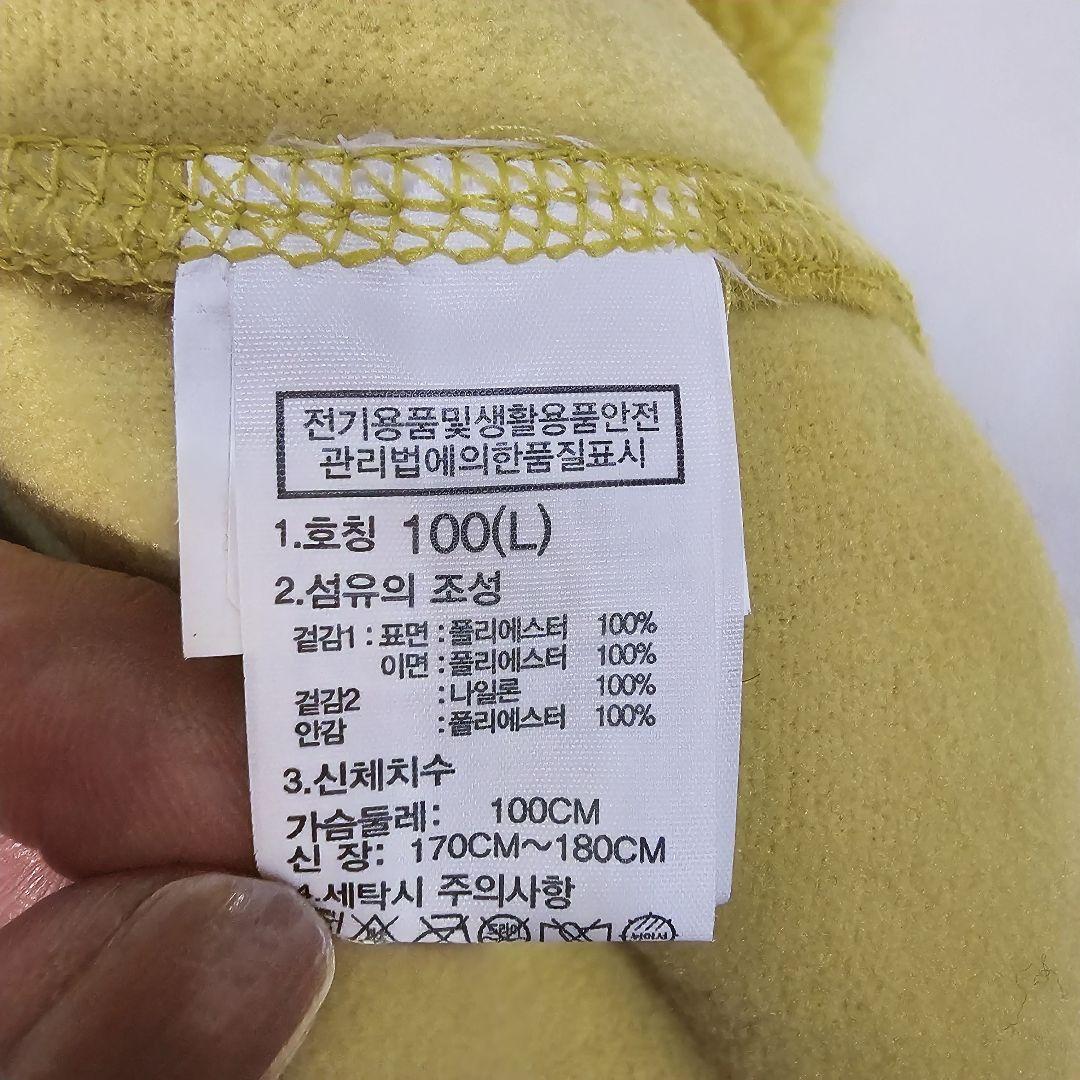 전기용품및생활용품안전
관리법에의한품질표시
1.호칭 100(L)
2.섬유의 조성
겉감1 : 표면 : 폴리에스터 100%
이면 : 폴리에스터 100%
겉감2 : 나일론 100%
안감 : 폴리에스터 100%
3.신체치수
가슴둘레: 100CM
신 장: 170CM~180CM
4.세탁시 주의사항